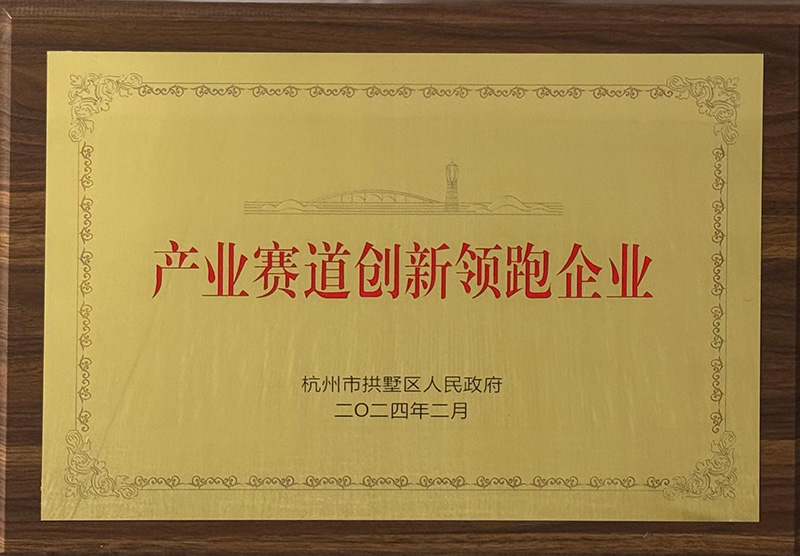 产业赛道创新领跑企业
杭州市拱墅区人民政府
二〇二四年二月